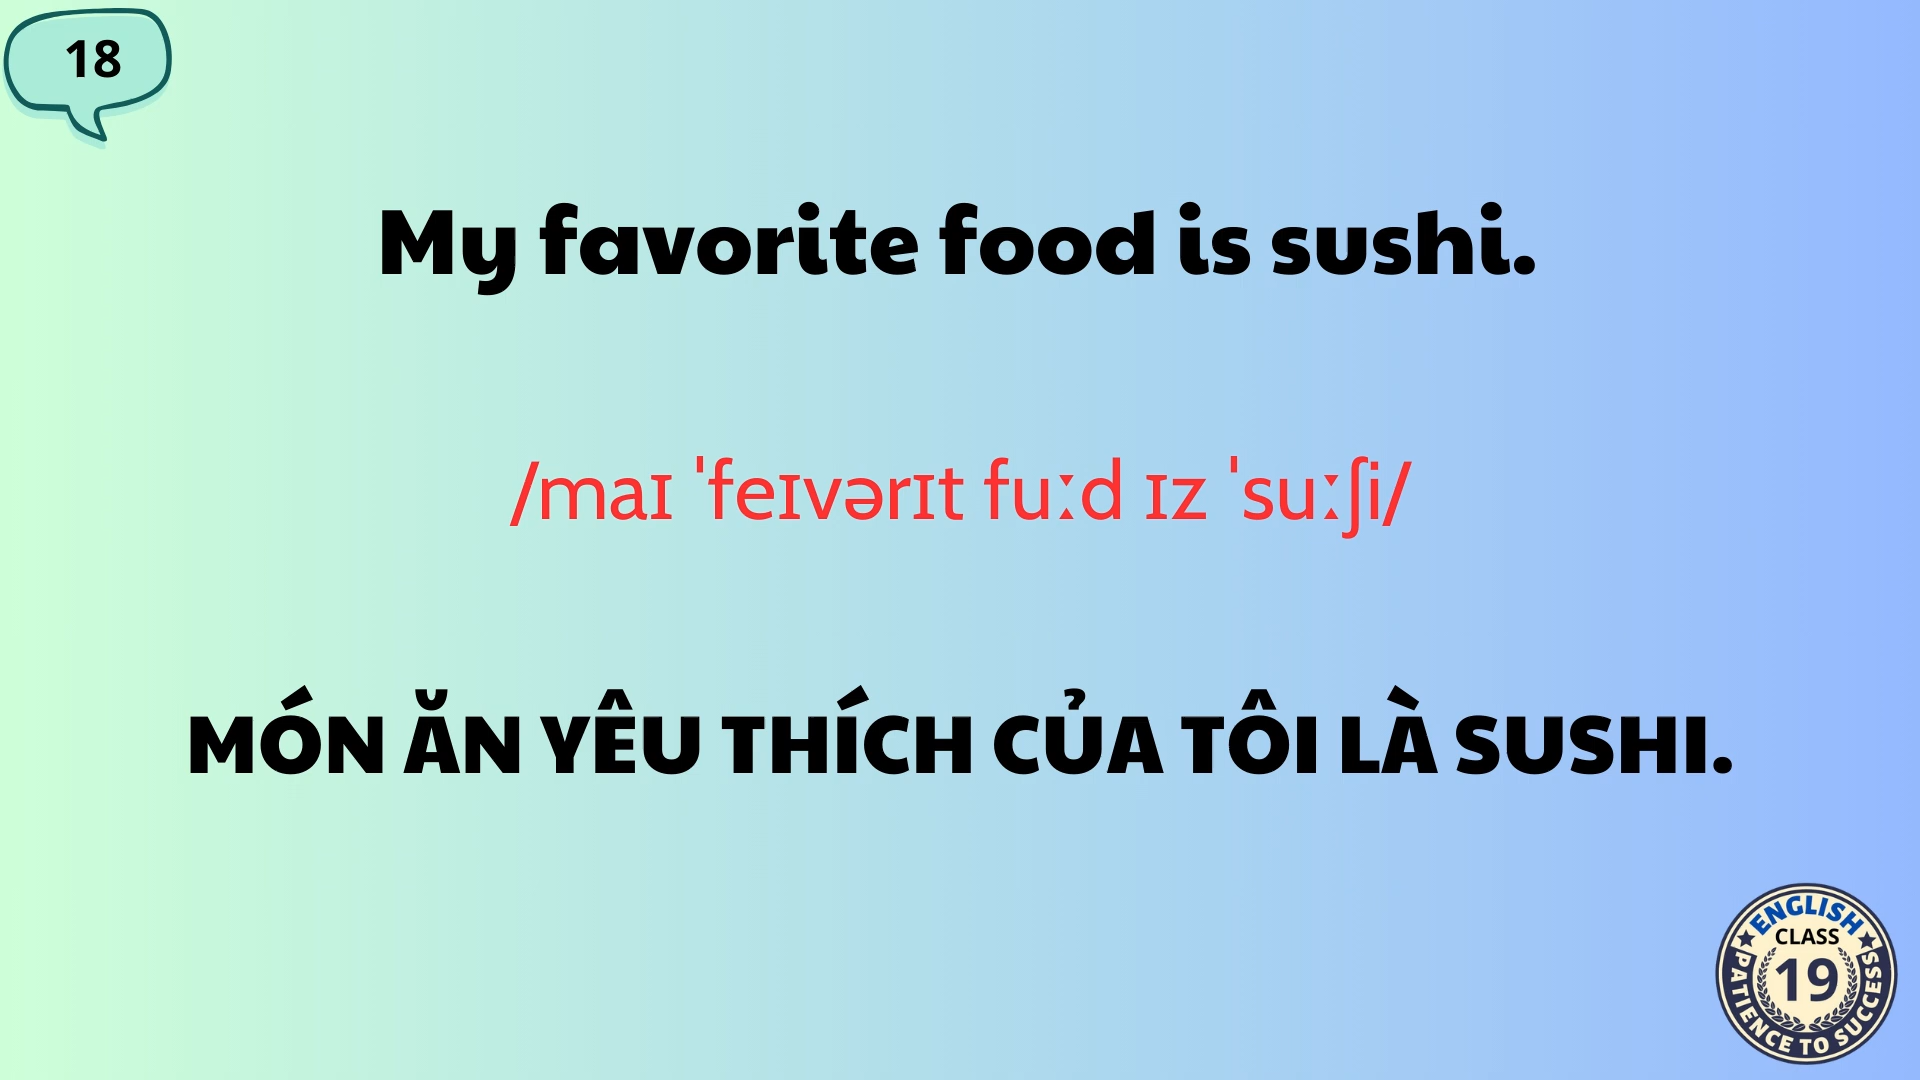 18
My favorite food is sushi.
/maɪ ˈfeɪvərɪt fuːd ɪz ˈsuːʃi/
MÓN ĂN YÊU THÍCH CỦA TÔI LÀ SUSHI.
ENGLISH
CLASS
19
PATIENCE TO SUCCESS